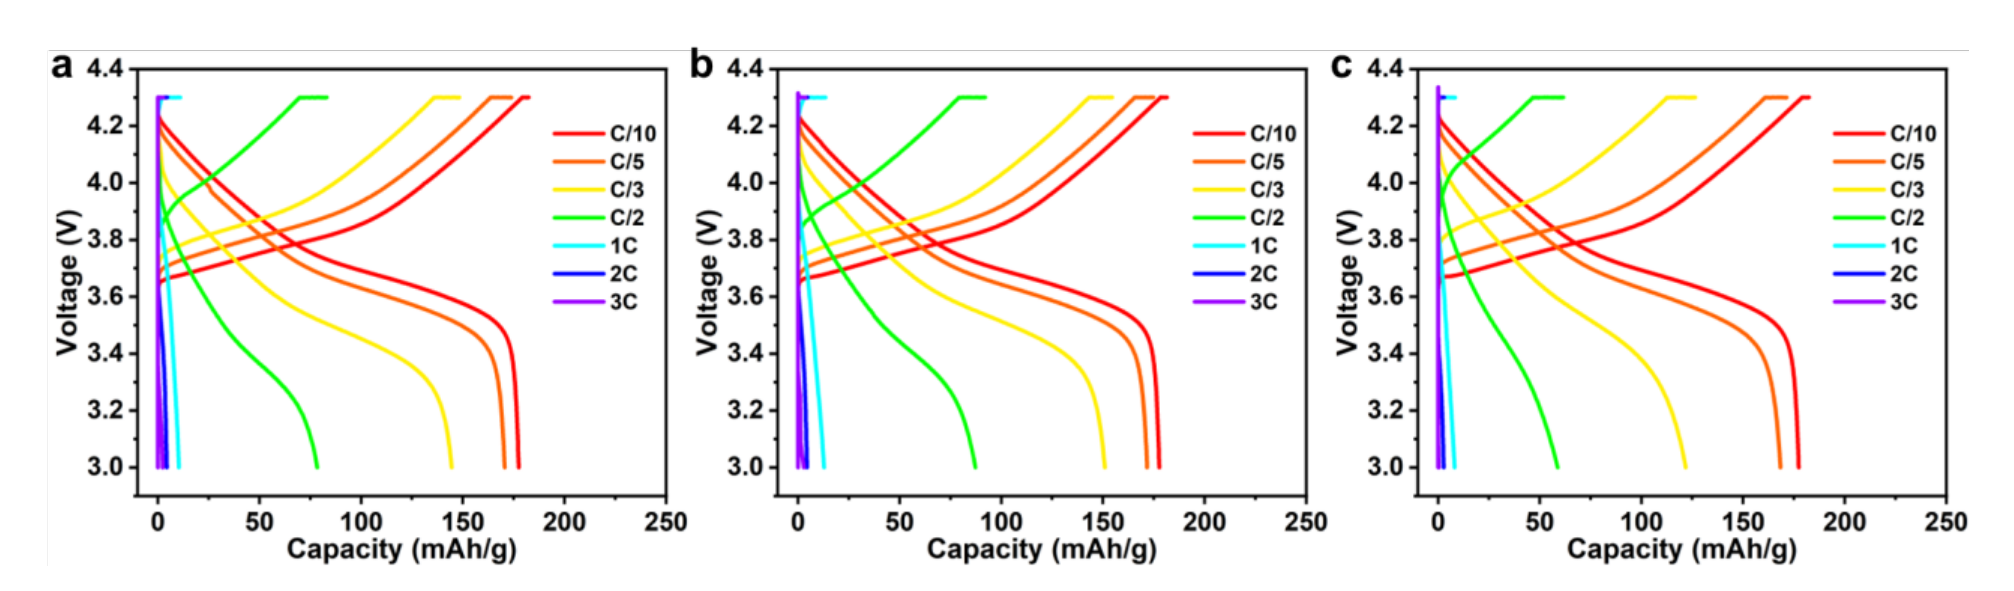 a
4.4
4.2
4.0
3.8
3.6
3.4
3.2
3.0
Voltage (V)
0 50 100 150 200 250
Capacity (mAh/g)
C/10
C/5
C/3
C/2
1C
2C
3C
b
4.4
4.2
4.0
3.8
3.6
3.4
3.2
3.0
Voltage (V)
0 50 100 150 200 250
Capacity (mAh/g)
C/10
C/5
C/3
C/2
1C
2C
3C
c
4.4
4.2
4.0
3.8
3.6
3.4
3.2
3.0
Voltage (V)
0 50 100 150 200 250
Capacity (mAh/g)
C/10
C/5
C/3
C/2
1C
2C
3C